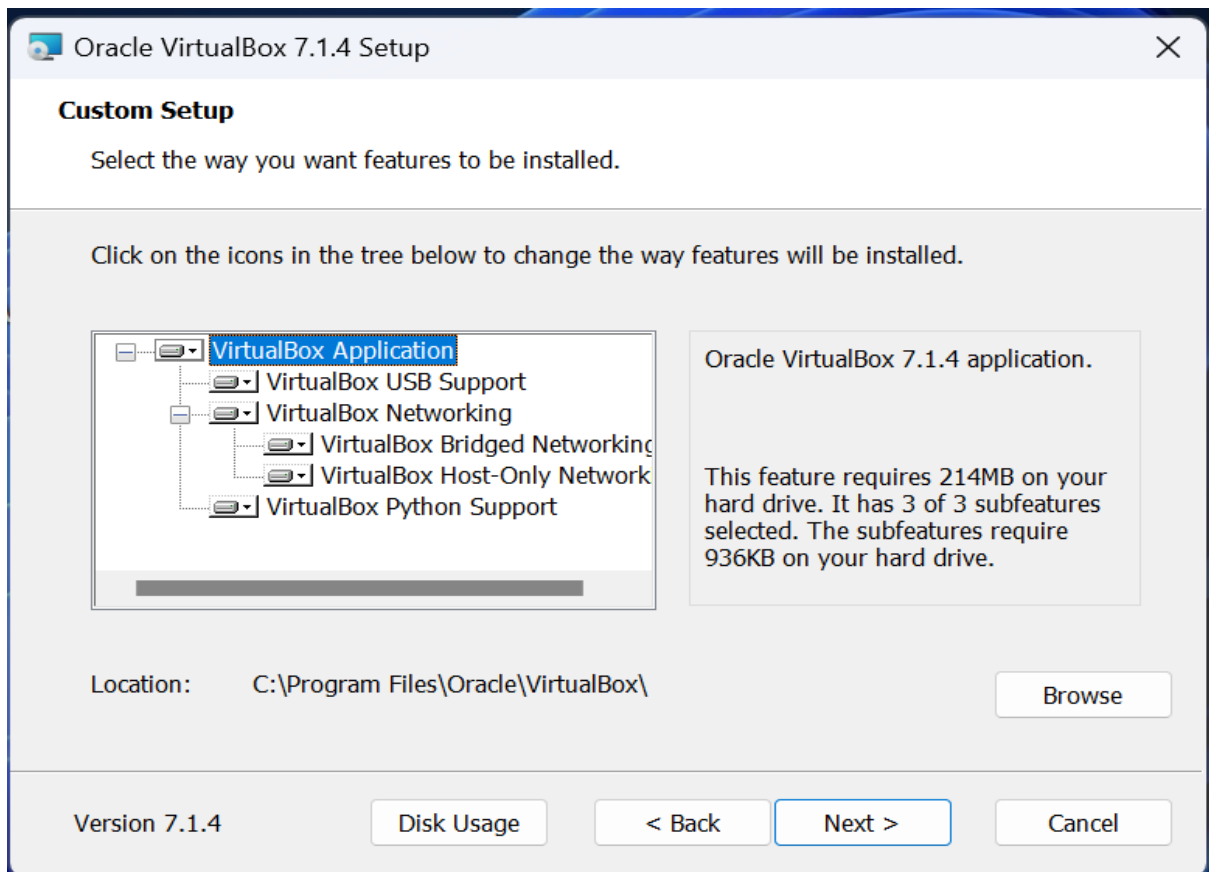 Oracle VirtualBox 7.1.4 Setup
Custom Setup
Select the way you want features to be installed.
Click on the icons in the tree below to change the way features will be installed.
VirtualBox Application
VirtualBox USB Support
VirtualBox Networking
VirtualBox Bridged Networking
VirtualBox Host-Only Network
VirtualBox Python Support
Oracle VirtualBox 7.1.4 application.
This feature requires 214MB on your
hard drive. It has 3 of 3 subfeatures
selected. The subfeatures require
936KB on your hard drive.
Location: C:\Program Files\Oracle\VirtualBox\
Browse
Version 7.1.4
Disk Usage
< Back
Next >
Cancel